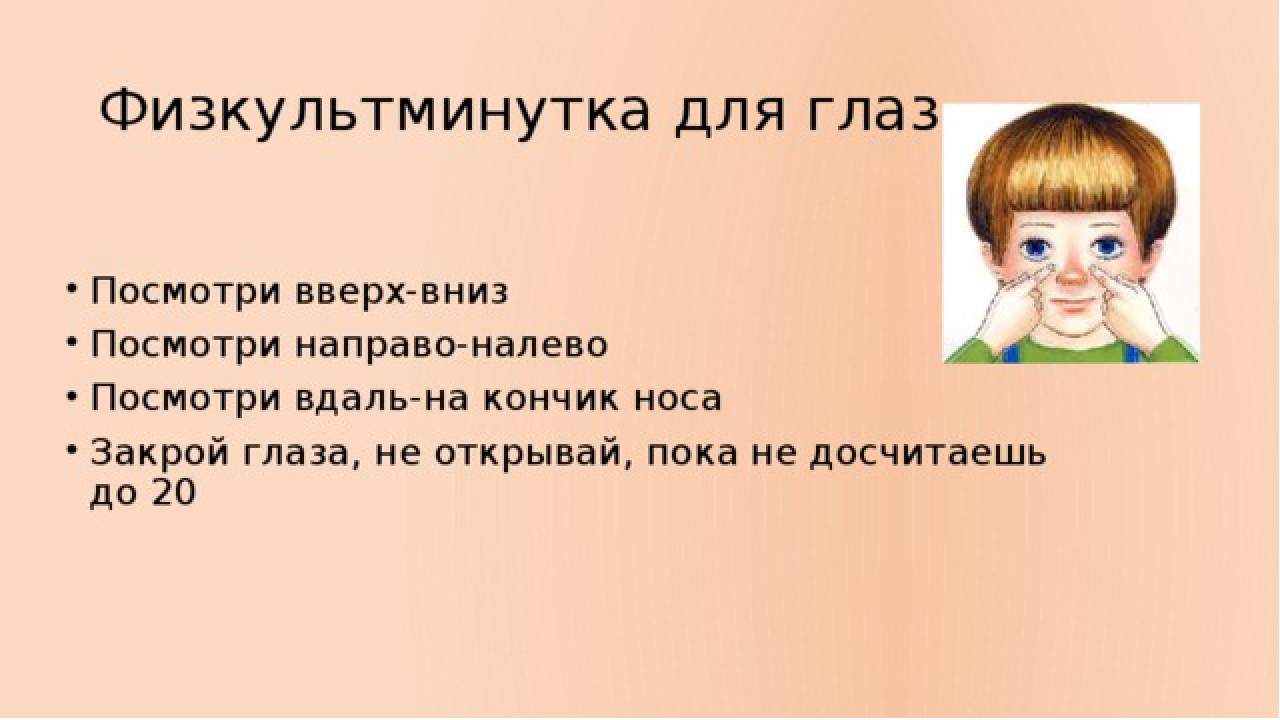 Физкультминутка для глаз
• Посмотри вверх-вниз
• Посмотри направо-налево
• Посмотри вдаль-на кончик носа
• Закрой глаза, не открывай, пока не досчитаешь
до 20